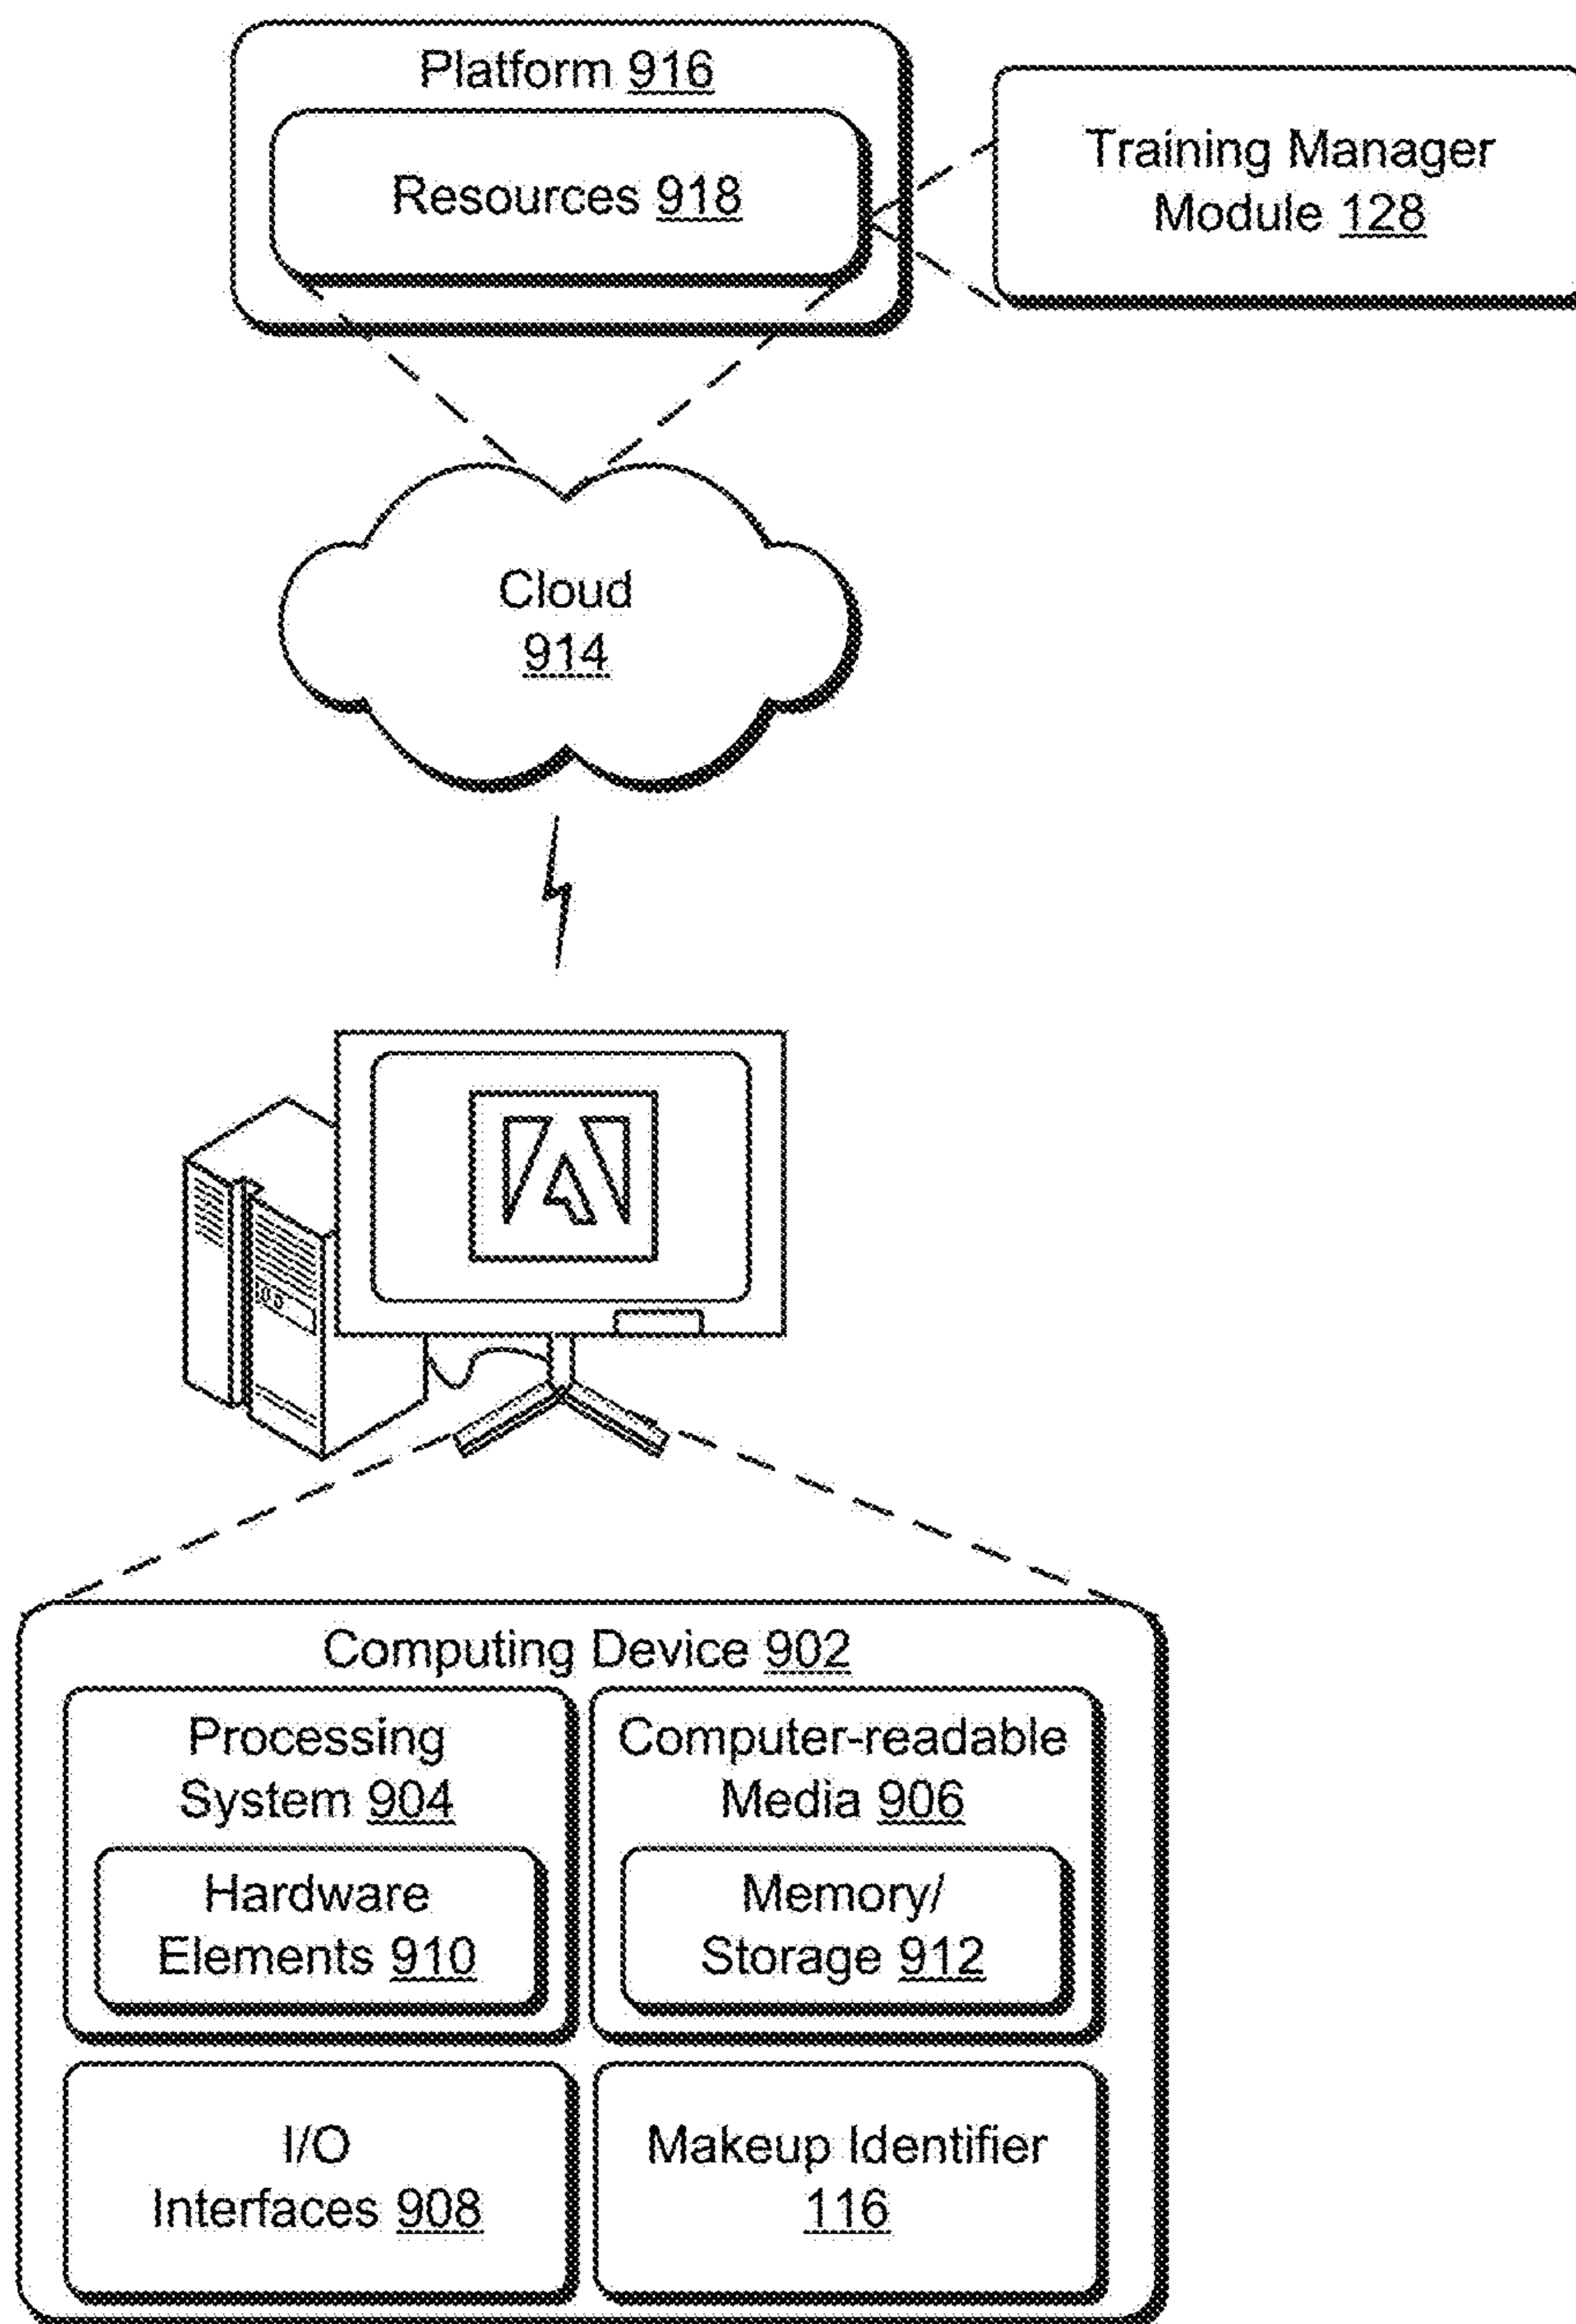 Platform 916
Resources 918
Training Manager
Module 128
Cloud
914
Computing Device 902
Processing
System 904
Hardware
Elements 910
Computer-readable
Media 906
Memory/
Storage 912
I/O
Interfaces 908
Makeup Identifier
116